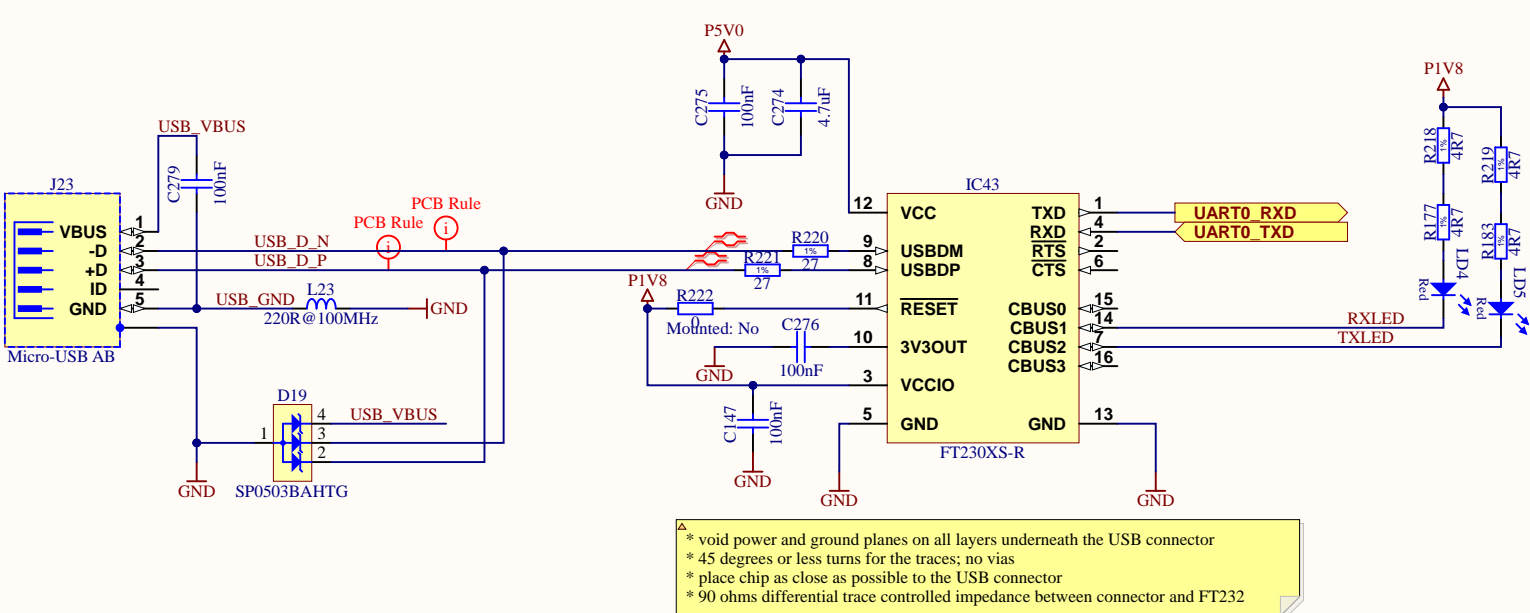 P5V0
C275
100nF
C274
4.7uF
GND
P1V8
R218
1%
4R7
R219
1%
4R7
R177
1%
4R7
R183
1%
4R7
LD4
Red
LD5
Red
USB_VBUS
C279
100nF
J23
VBUS 1
-D 2
+D 3
ID 4
GND 5
Micro-USB AB
PCB Rule
i
PCB Rule
i
USB_D_N
USB_D_P
USB_GND
L23
220R@100MHz
GND
R220
1%
27
R221
1%
27
P1V8
R222
0
Mounted: No
C276
100nF
GND
C147
100nF
GND
IC43
12 VCC
9 USBDM
8 USBDP
11 RESET
10 3V3OUT
3 VCCIO
5 GND
TXD 1
RXD 4
RTS 2
CTS 6
CBUS0 15
CBUS1 14
CBUS2 7
CBUS3 16
GND 13
FT230XS-R
UART0_RXD
UART0_TXD
RXLED
TXLED
GND
GND
D19
1
4
3
2
USB_VBUS
SP0503BAHTG
GND
* void power and ground planes on all layers underneath the USB connector
* 45 degrees or less turns for the traces; no vias
* place chip as close as possible to the USB connector
* 90 ohms differential trace controlled impedance between connector and FT232